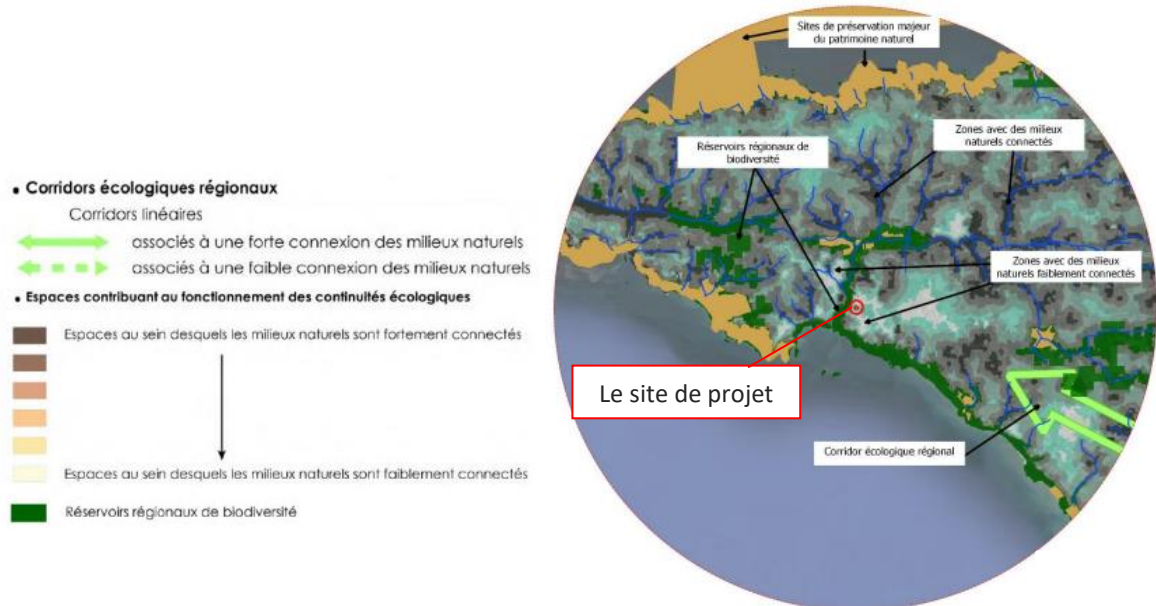 • Corridors écologiques régionaux
Corridors linéaires
associés à une forte connexion des milieux naturels
associés à une faible connexion des milieux naturels
• Espaces contribuant au fonctionnement des continuités écologiques
Espaces au sein desquels les milieux naturels sont fortement connectés
Espaces au sein desquels les milieux naturels sont faiblement connectés
Réservoirs régionaux de biodiversité
Sites de préservation majeur
du patrimoine naturel
Zones avec des milieux
naturels connectés
Réservoirs régionaux de
biodiversité
Zones avec des milieux
naturels faiblement connectés
Le site de projet
Corridor écologique régional